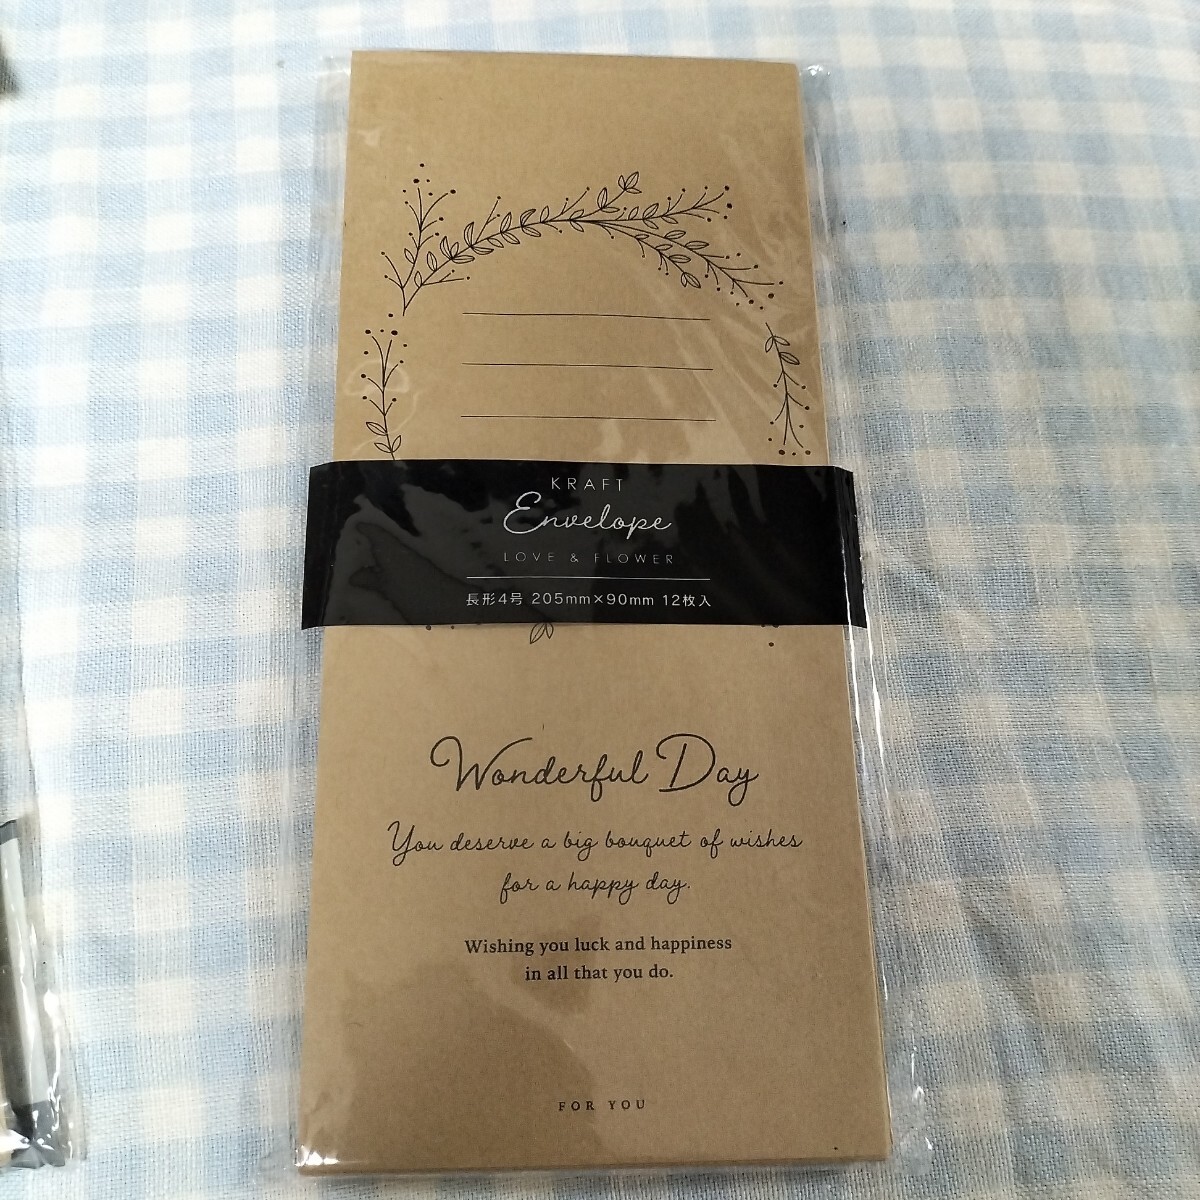 KRAFT
Envelope
LOVE & FLOWER
長形4号 205mm×90mm 12枚入
Wonderful Day
You deserve a big bouquet of wishes
for a happy day.
Wishing you luck and happiness
in all that you do.
FOR YOU